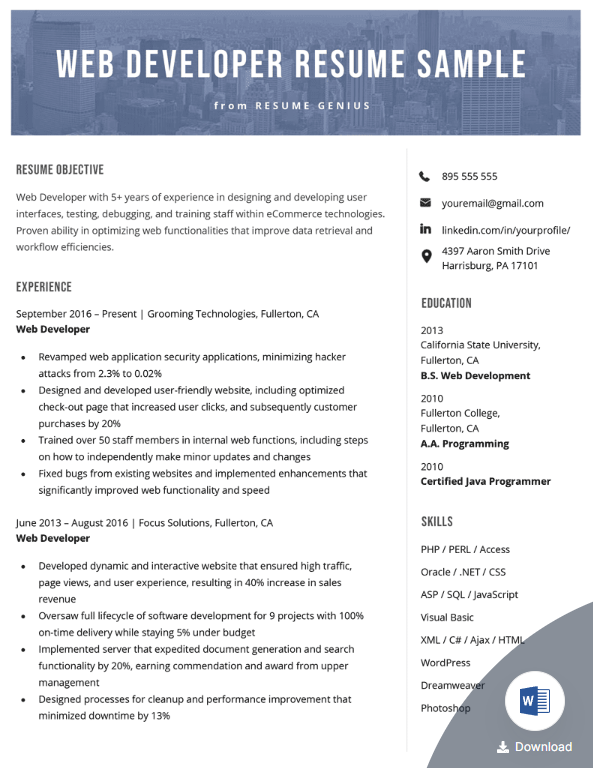 WEB DEVELOPER RESUME SAMPLE
from RESUME GENIUS
RESUME OBJECTIVE
Web Developer with 5+ years of experience in designing and developing user
interfaces, testing, debugging, and training staff within eCommerce technologies.
Proven ability in optimizing web functionalities that improve data retrieval and
workflow efficiencies.
EXPERIENCE
September 2016 – Present | Grooming Technologies, Fullerton, CA
Web Developer
• Revamped web application security applications, minimizing hacker
attacks from 2.3% to 0.02%
• Designed and developed user-friendly website, including optimized
check-out page that increased user clicks, and subsequently customer
purchases by 20%
• Trained over 50 staff members in internal web functions, including steps
on how to independently make minor updates and changes
• Fixed bugs from existing websites and implemented enhancements that
significantly improved web functionality and speed
June 2013 – August 2016 | Focus Solutions, Fullerton, CA
Web Developer
• Developed dynamic and interactive website that ensured high traffic,
page views, and user experience, resulting in 40% increase in sales
revenue
• Oversaw full lifecycle of software development for 9 projects with 100%
on-time delivery while staying 5% under budget
• Implemented server that expedited document generation and search
functionality by 20%, earning commendation and award from upper
management
• Designed processes for cleanup and performance improvement that
minimized downtime by 13%
895 555 555
youremail@gmail.com
in linkedin.com/in/yourprofile/
4397 Aaron Smith Drive
Harrisburg, PA 17101
EDUCATION
2013
California State University,
Fullerton, CA
B.S. Web Development
2010
Fullerton College,
Fullerton, CA
A.A. Programming
2010
Certified Java Programmer
SKILLS
PHP / PERL / Access
Oracle / .NET / CSS
ASP / SQL / JavaScript
Visual Basic
XML / C# / Ajax / HTML
WordPress
Dreamweaver
Photoshop
W
Download